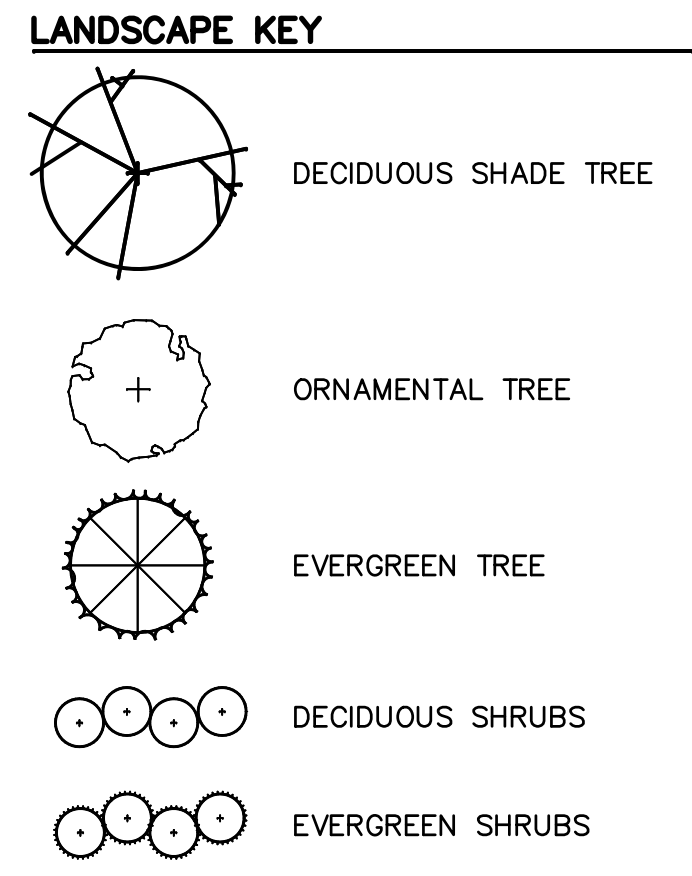 LANDSCAPE KEY
DECIDUOUS SHADE TREE
ORNAMENTAL TREE
EVERGREEN TREE
DECIDUOUS SHRUBS
EVERGREEN SHRUBS